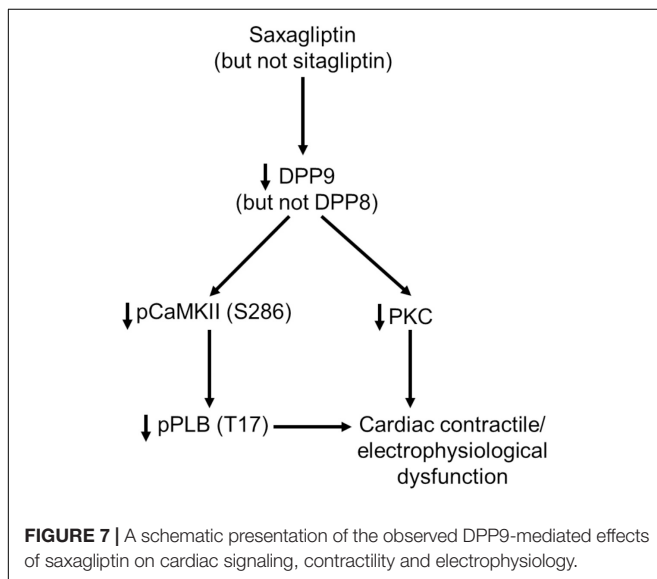 Saxagliptin
(but not sitagliptin)
↓ DPP9
(but not DPP8)
↓ pCaMKII (S286)
↓ PKC
↓ pPLB (T17)
Cardiac contractile/
electrophysiological
dysfunction
FIGURE 7 | A schematic presentation of the observed DPP9-mediated effects
of saxagliptin on cardiac signaling, contractility and electrophysiology.